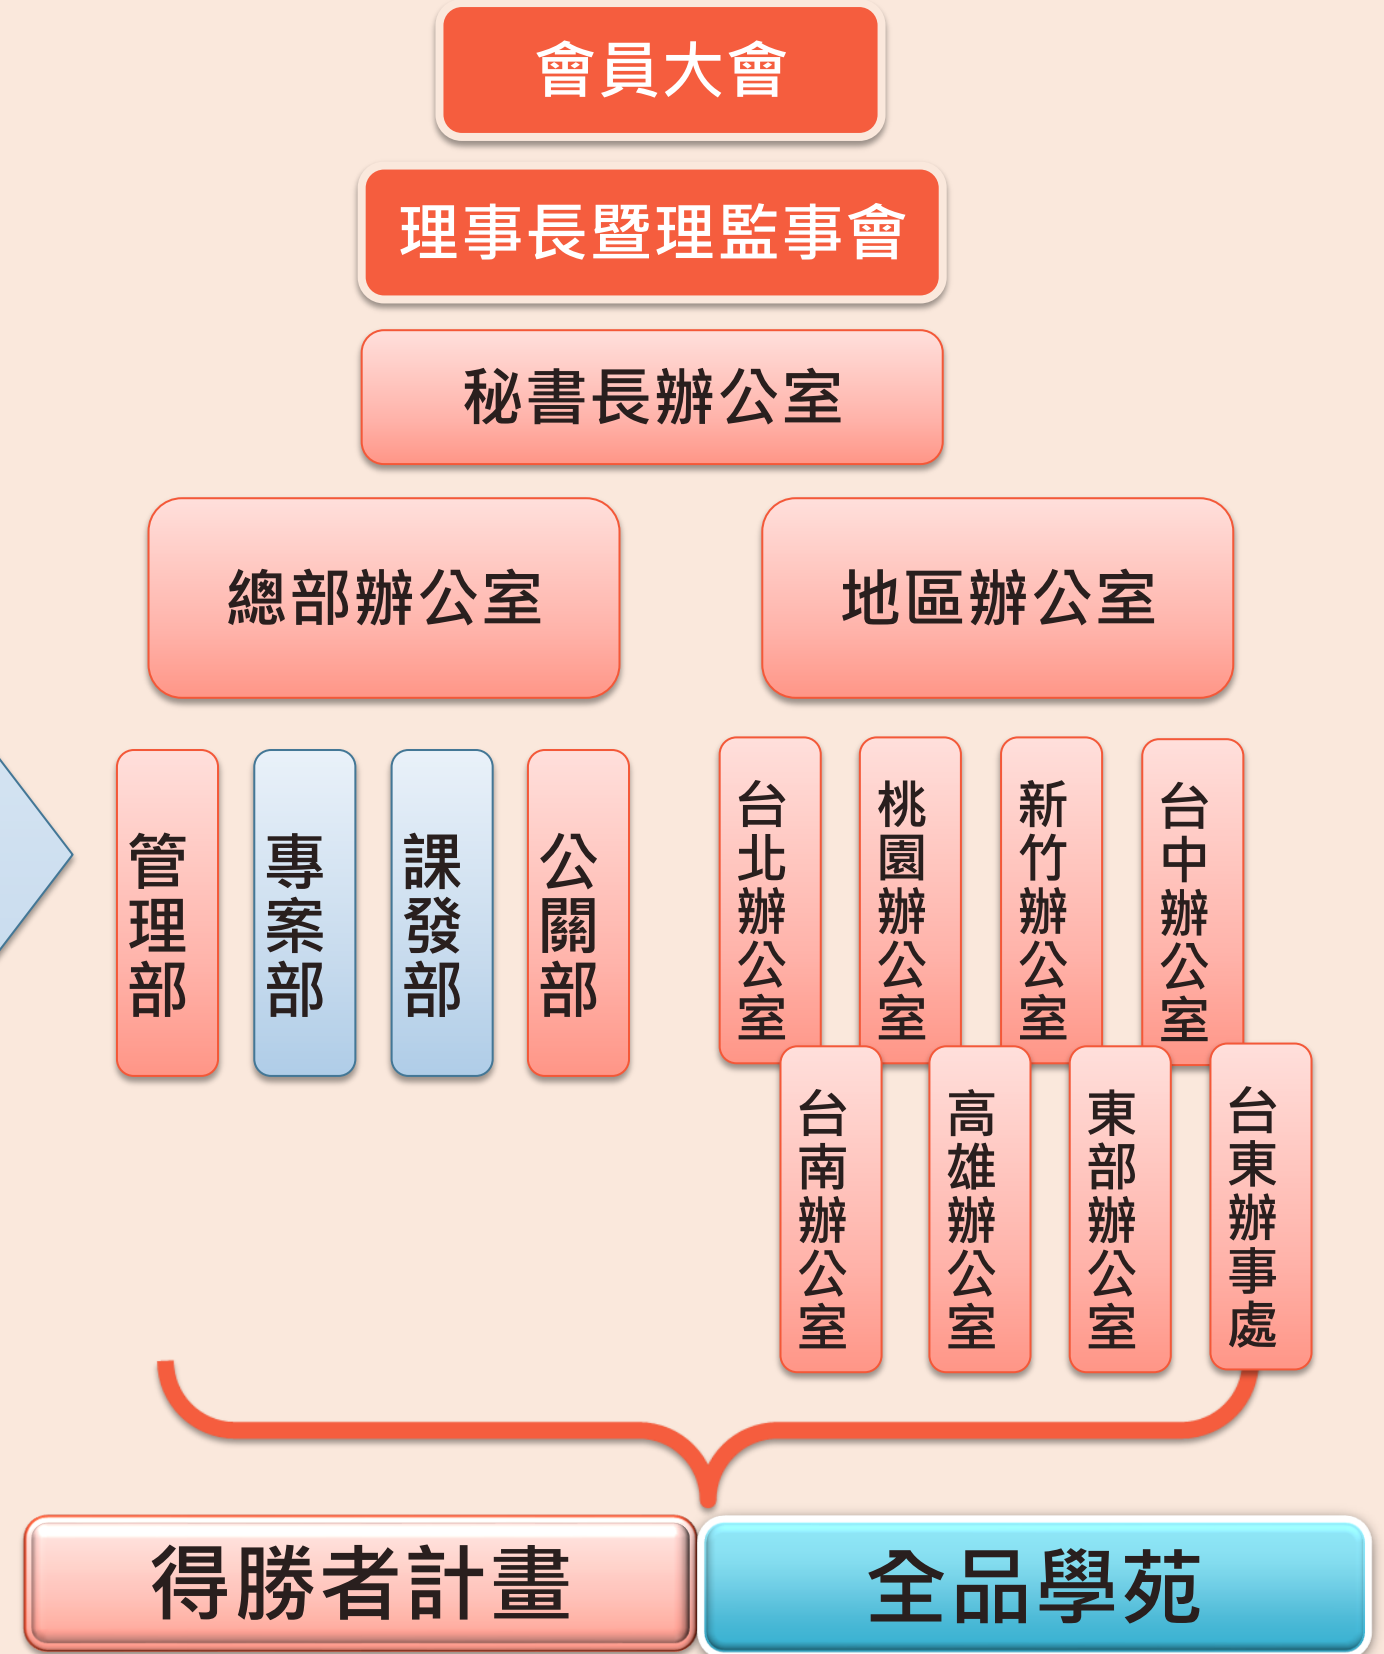 會員大會
理事長暨理監事會
秘書長辦公室
總部辦公室
地區辦公室
管理部
專案部
課發部
公關部
台北辦公室
桃園辦公室
新竹辦公室
台中辦公室
台南辦公室
高雄辦公室
東部辦公室
台東辦事處
得勝者計畫
全品學苑